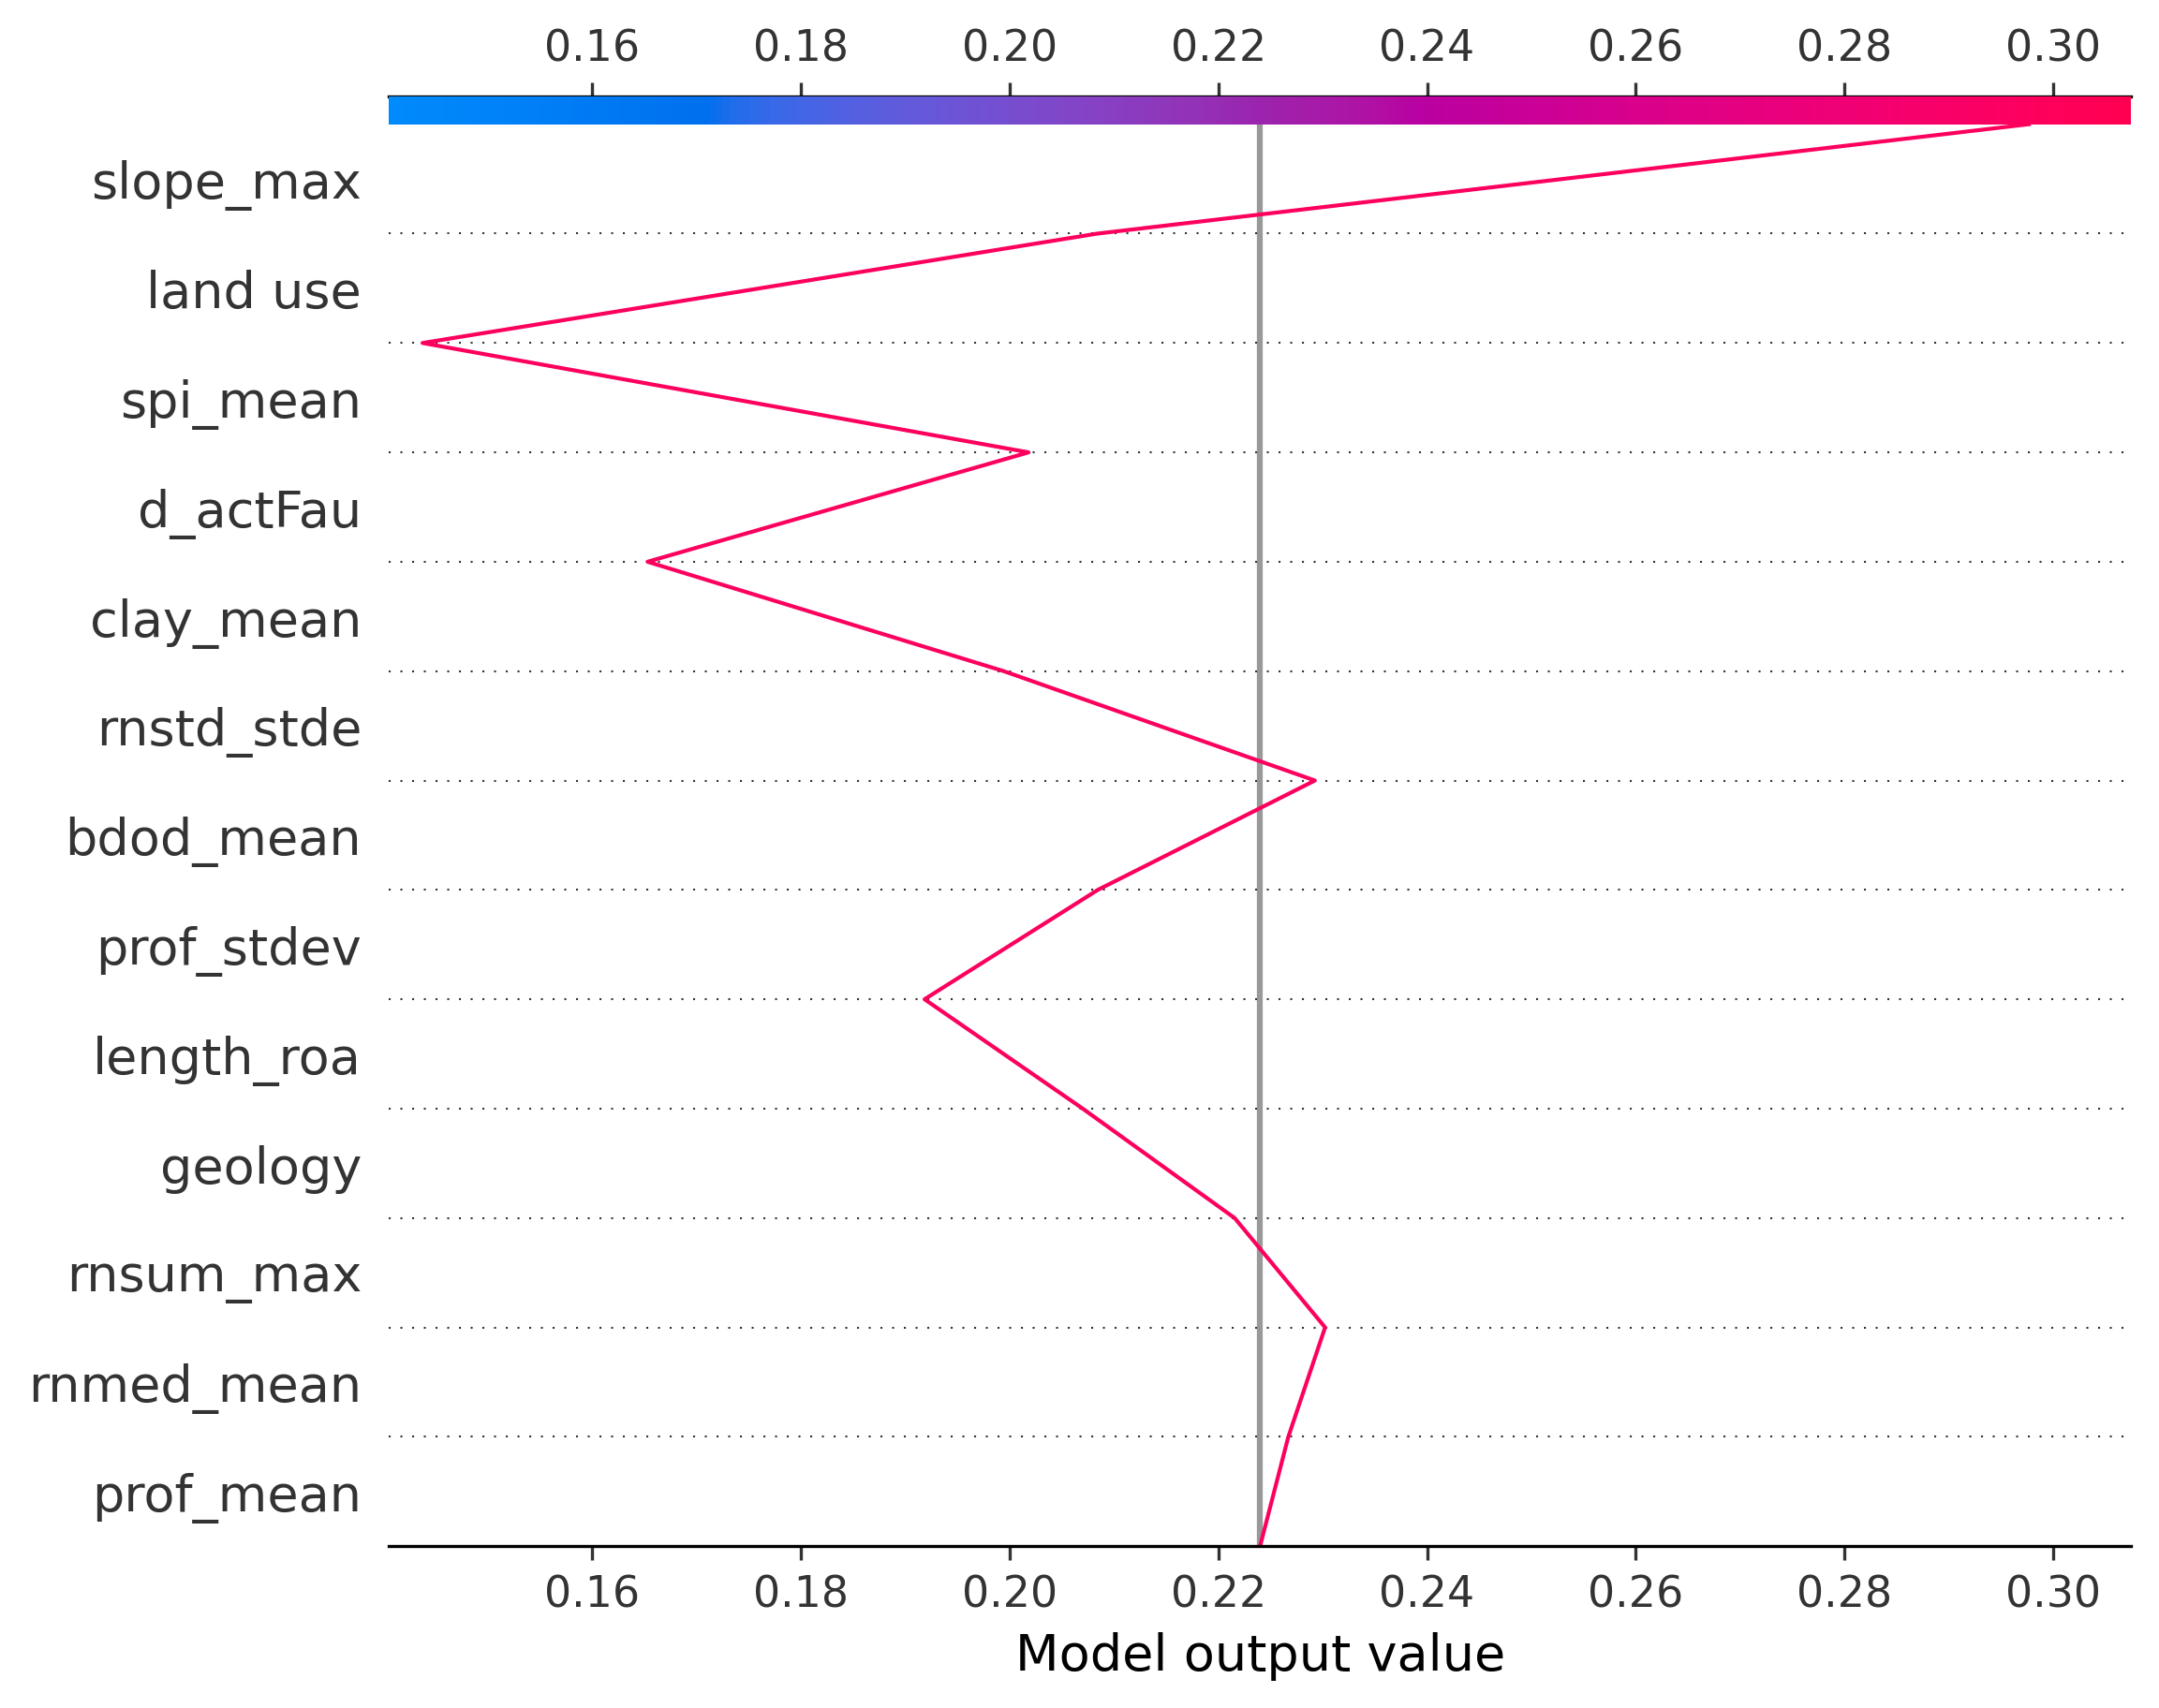 0.16 0.18 0.20 0.22 0.24 0.26 0.28 0.30
slope_max
land use
spi_mean
d_actFau
clay_mean
rnstd_stde
bdod_mean
prof_stdev
length_roa
geology
rnsum_max
rnmed_mean
prof_mean
0.16 0.18 0.20 0.22 0.24 0.26 0.28 0.30
Model output value